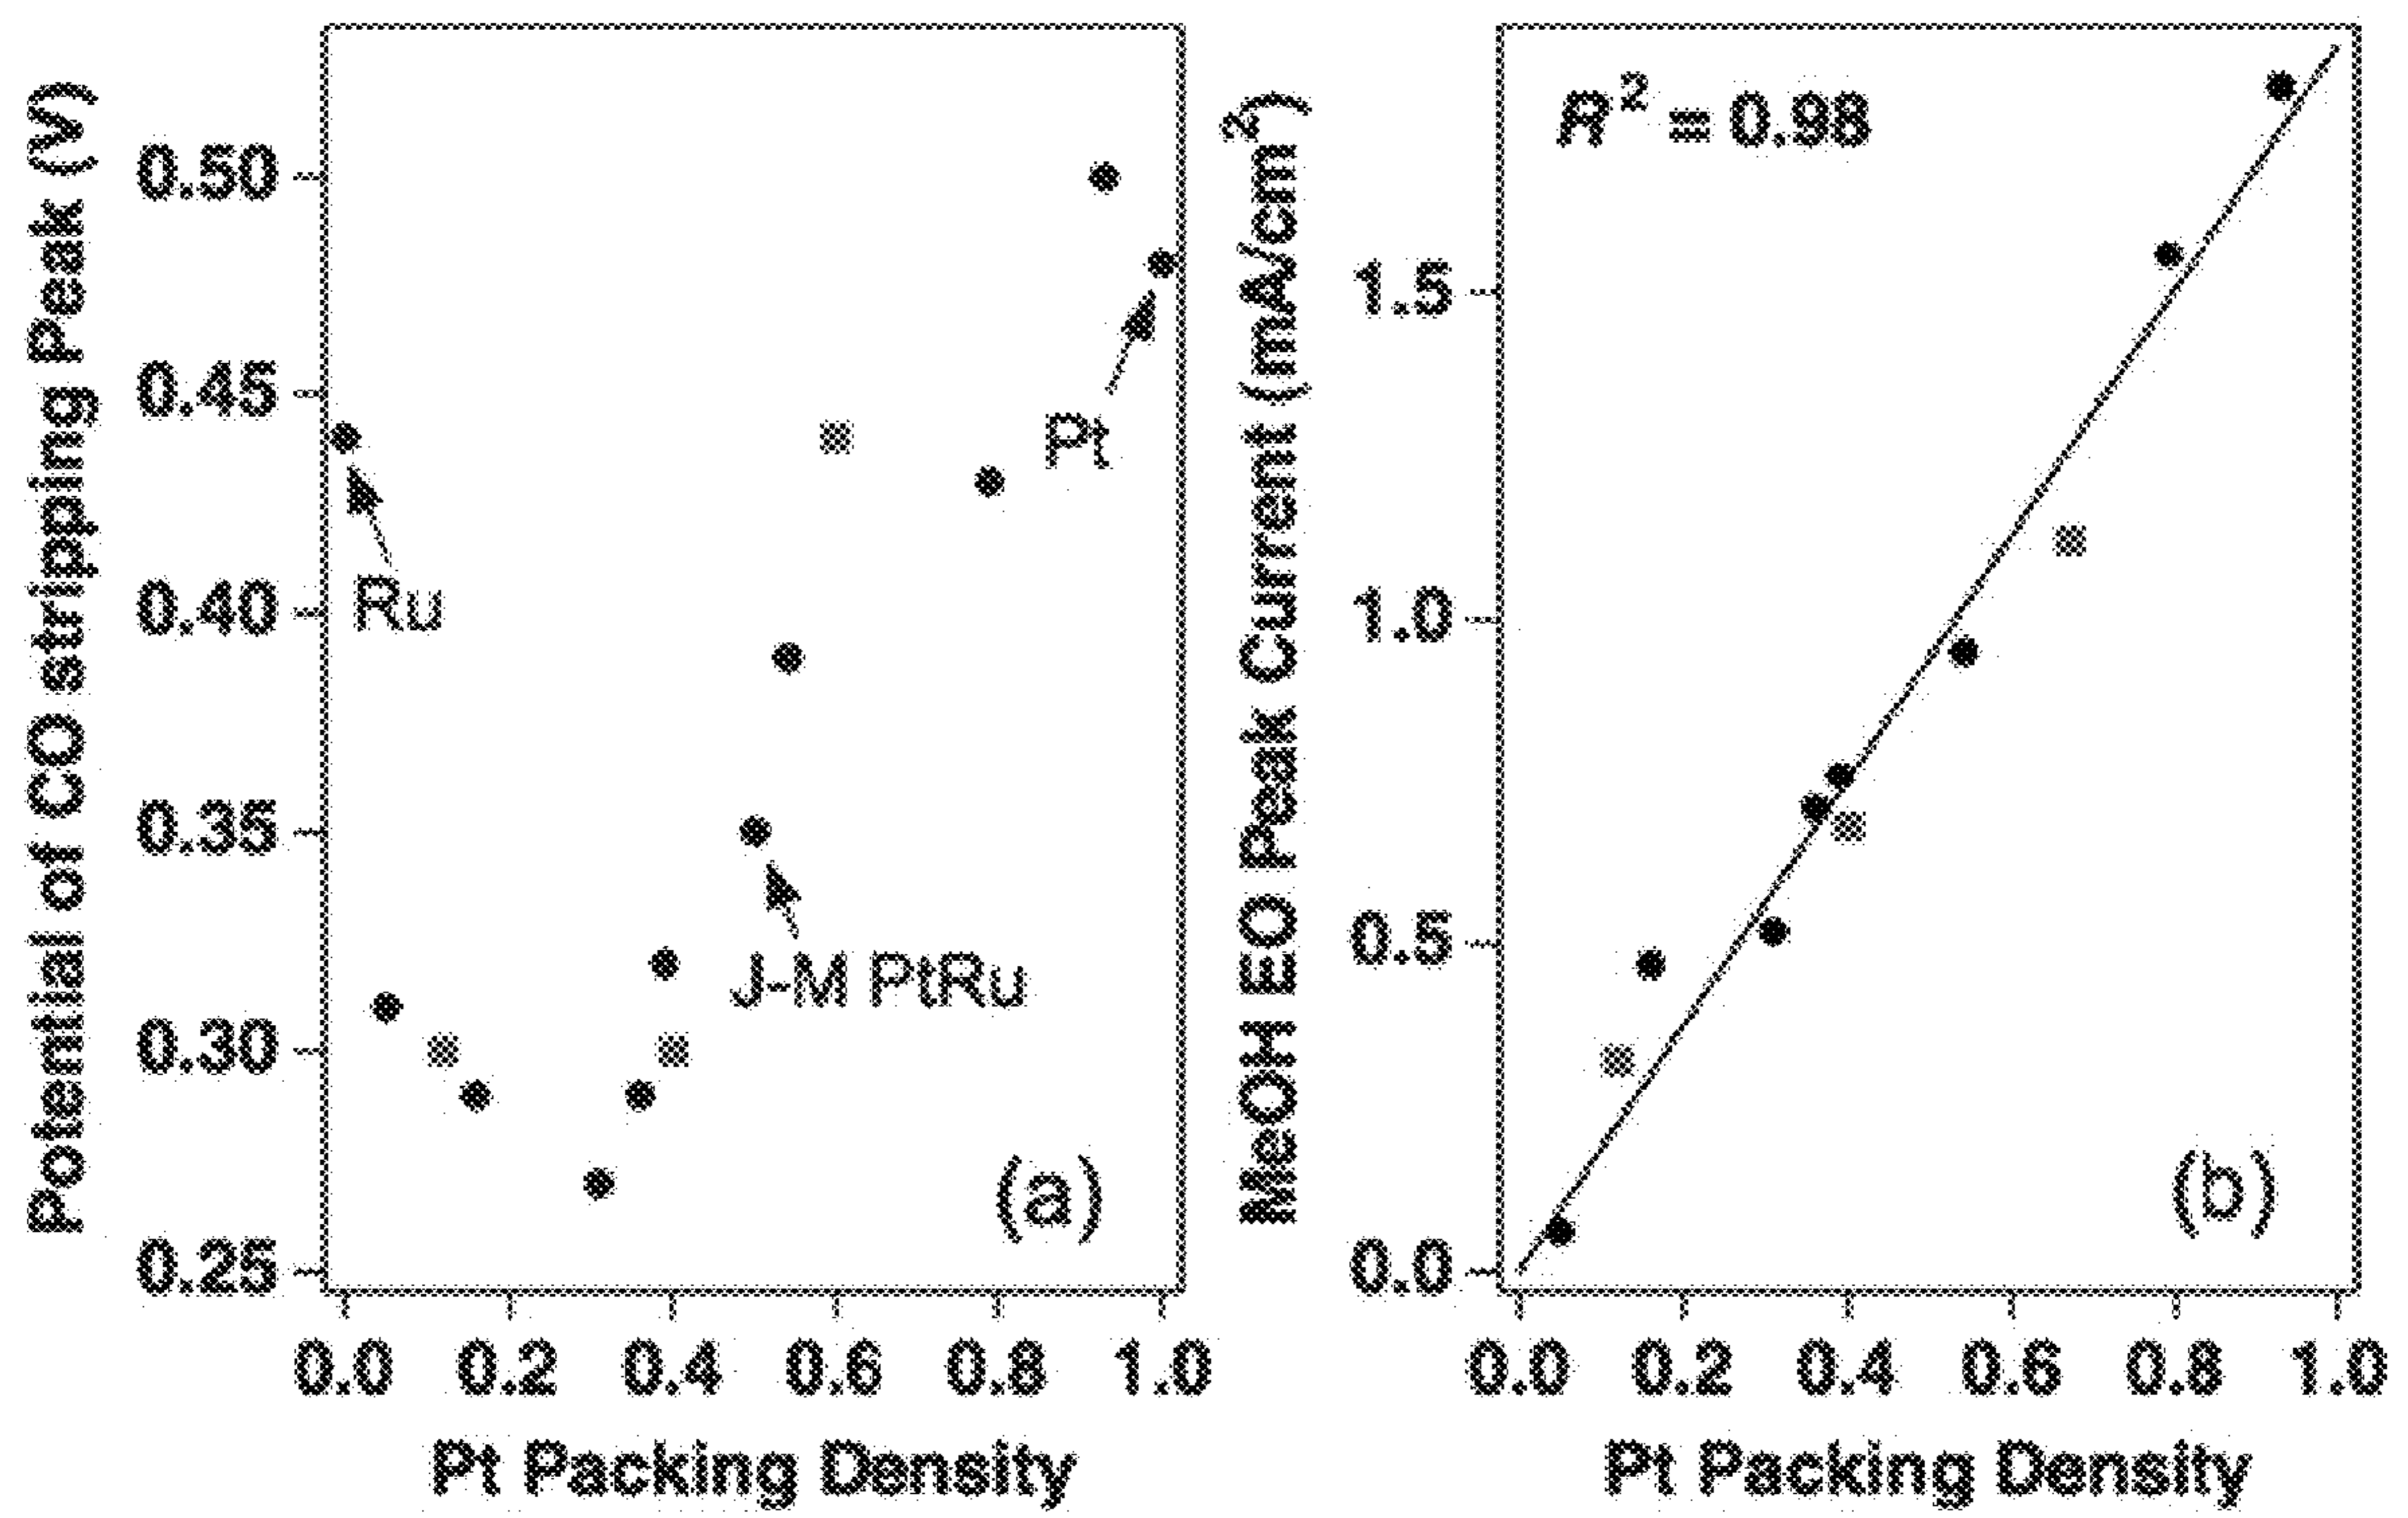 Potential of CO stripping Peak (V)
0.50
0.45
0.40
0.35
0.30
0.25
Ru
Pt
J-M PtRu
(a)
0.0 0.2 0.4 0.6 0.8 1.0
Pt Packing Density
MeOH EO Peak Current (mA/cm²)
R² = 0.98
1.5
1.0
0.5
0.0
(b)
0.0 0.2 0.4 0.6 0.8 1.0
Pt Packing Density